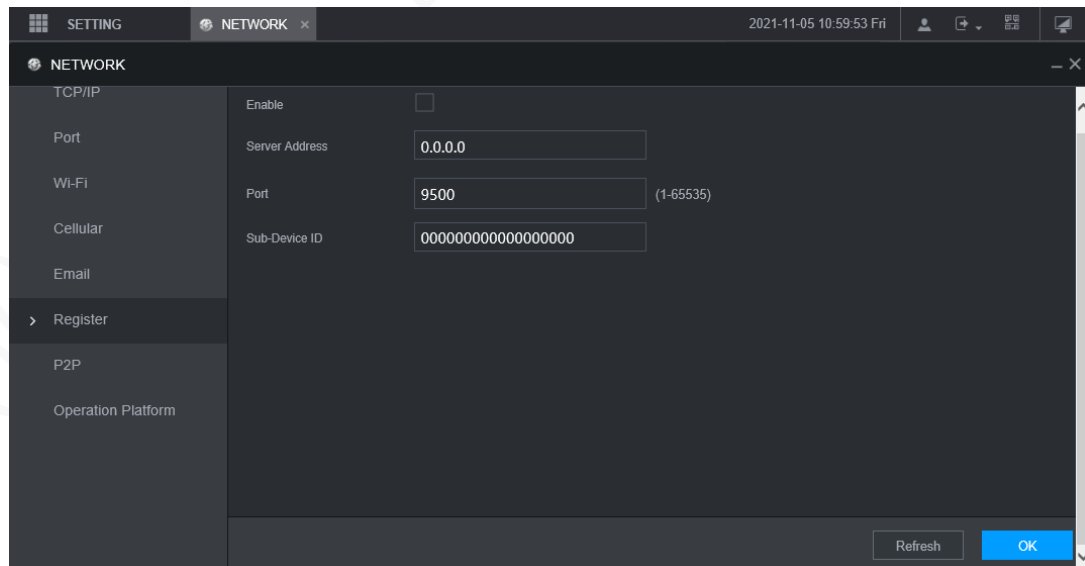 SETTING
NETWORK ×
2021-11-05 10:59:53 Fri
NETWORK
TCP/IP
Port
Wi-Fi
Cellular
Email
Register
P2P
Operation Platform
Enable
Server Address 0.0.0.0
Port 9500 (1-65535)
Sub-Device ID 000000000000000000
Refresh OK